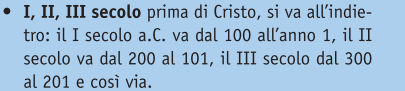 • I, II, III secolo prima di Cristo, si va all’indie-
tro: il I secolo a.C. va dal 100 all’anno 1, il II
secolo va dal 200 al 101, il III secolo dal 300
al 201 e così via.